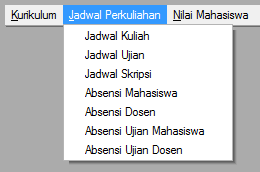 Kurikulum Jadwal Perkuliahan Nilai Mahasiswa
Jadwal Kuliah
Jadwal Ujian
Jadwal Skripsi
Absensi Mahasiswa
Absensi Dosen
Absensi Ujian Mahasiswa
Absensi Ujian Dosen